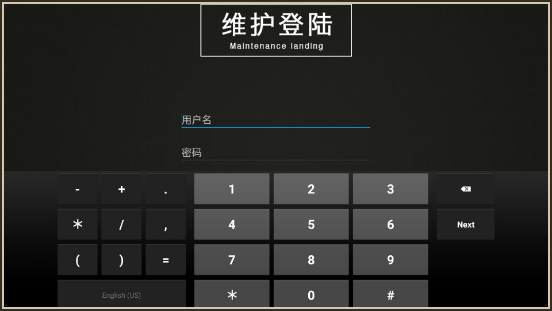 维护登陆
Maintenance landing
用户名
密码
- + . 1 2 3
* / , 4 5 6 Next
( ) = 7 8 9
English (US) * 0 #